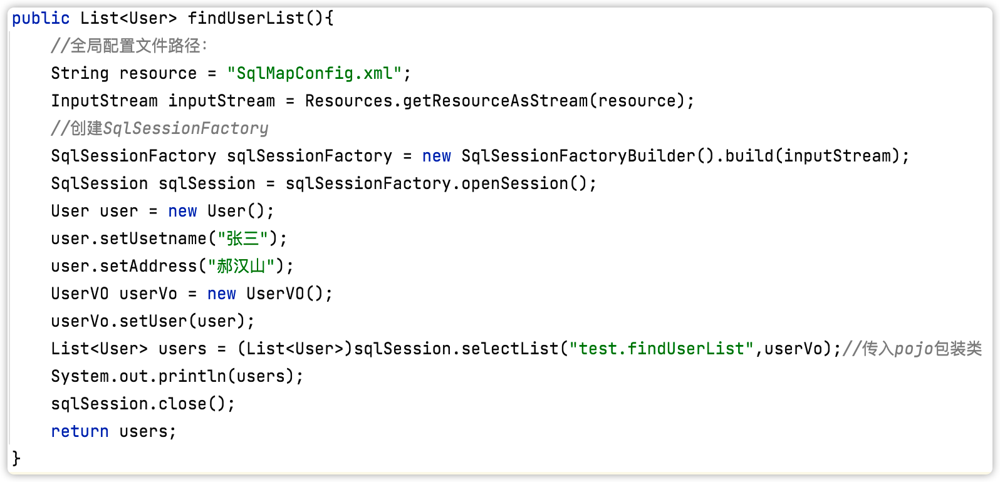 public List<User> findUserList(){
//全局配置文件路径：
String resource = "SqlMapConfig.xml";
InputStream inputStream = Resources.getResourceAsStream(resource);
//创建SqlSessionFactory
SqlSessionFactory sqlSessionFactory = new SqlSessionFactoryBuilder().build(inputStream);
SqlSession sqlSession = sqlSessionFactory.openSession();
User user = new User();
user.setUsetname("张三");
user.setAddress("郝汉山");
UserVO userVo = new UserVO();
userVo.setUser(user);
List<User> users = (List<User>)sqlSession.selectList("test.findUserList",userVo);//传入pojo包装类
System.out.println(users);
sqlSession.close();
return users;
}